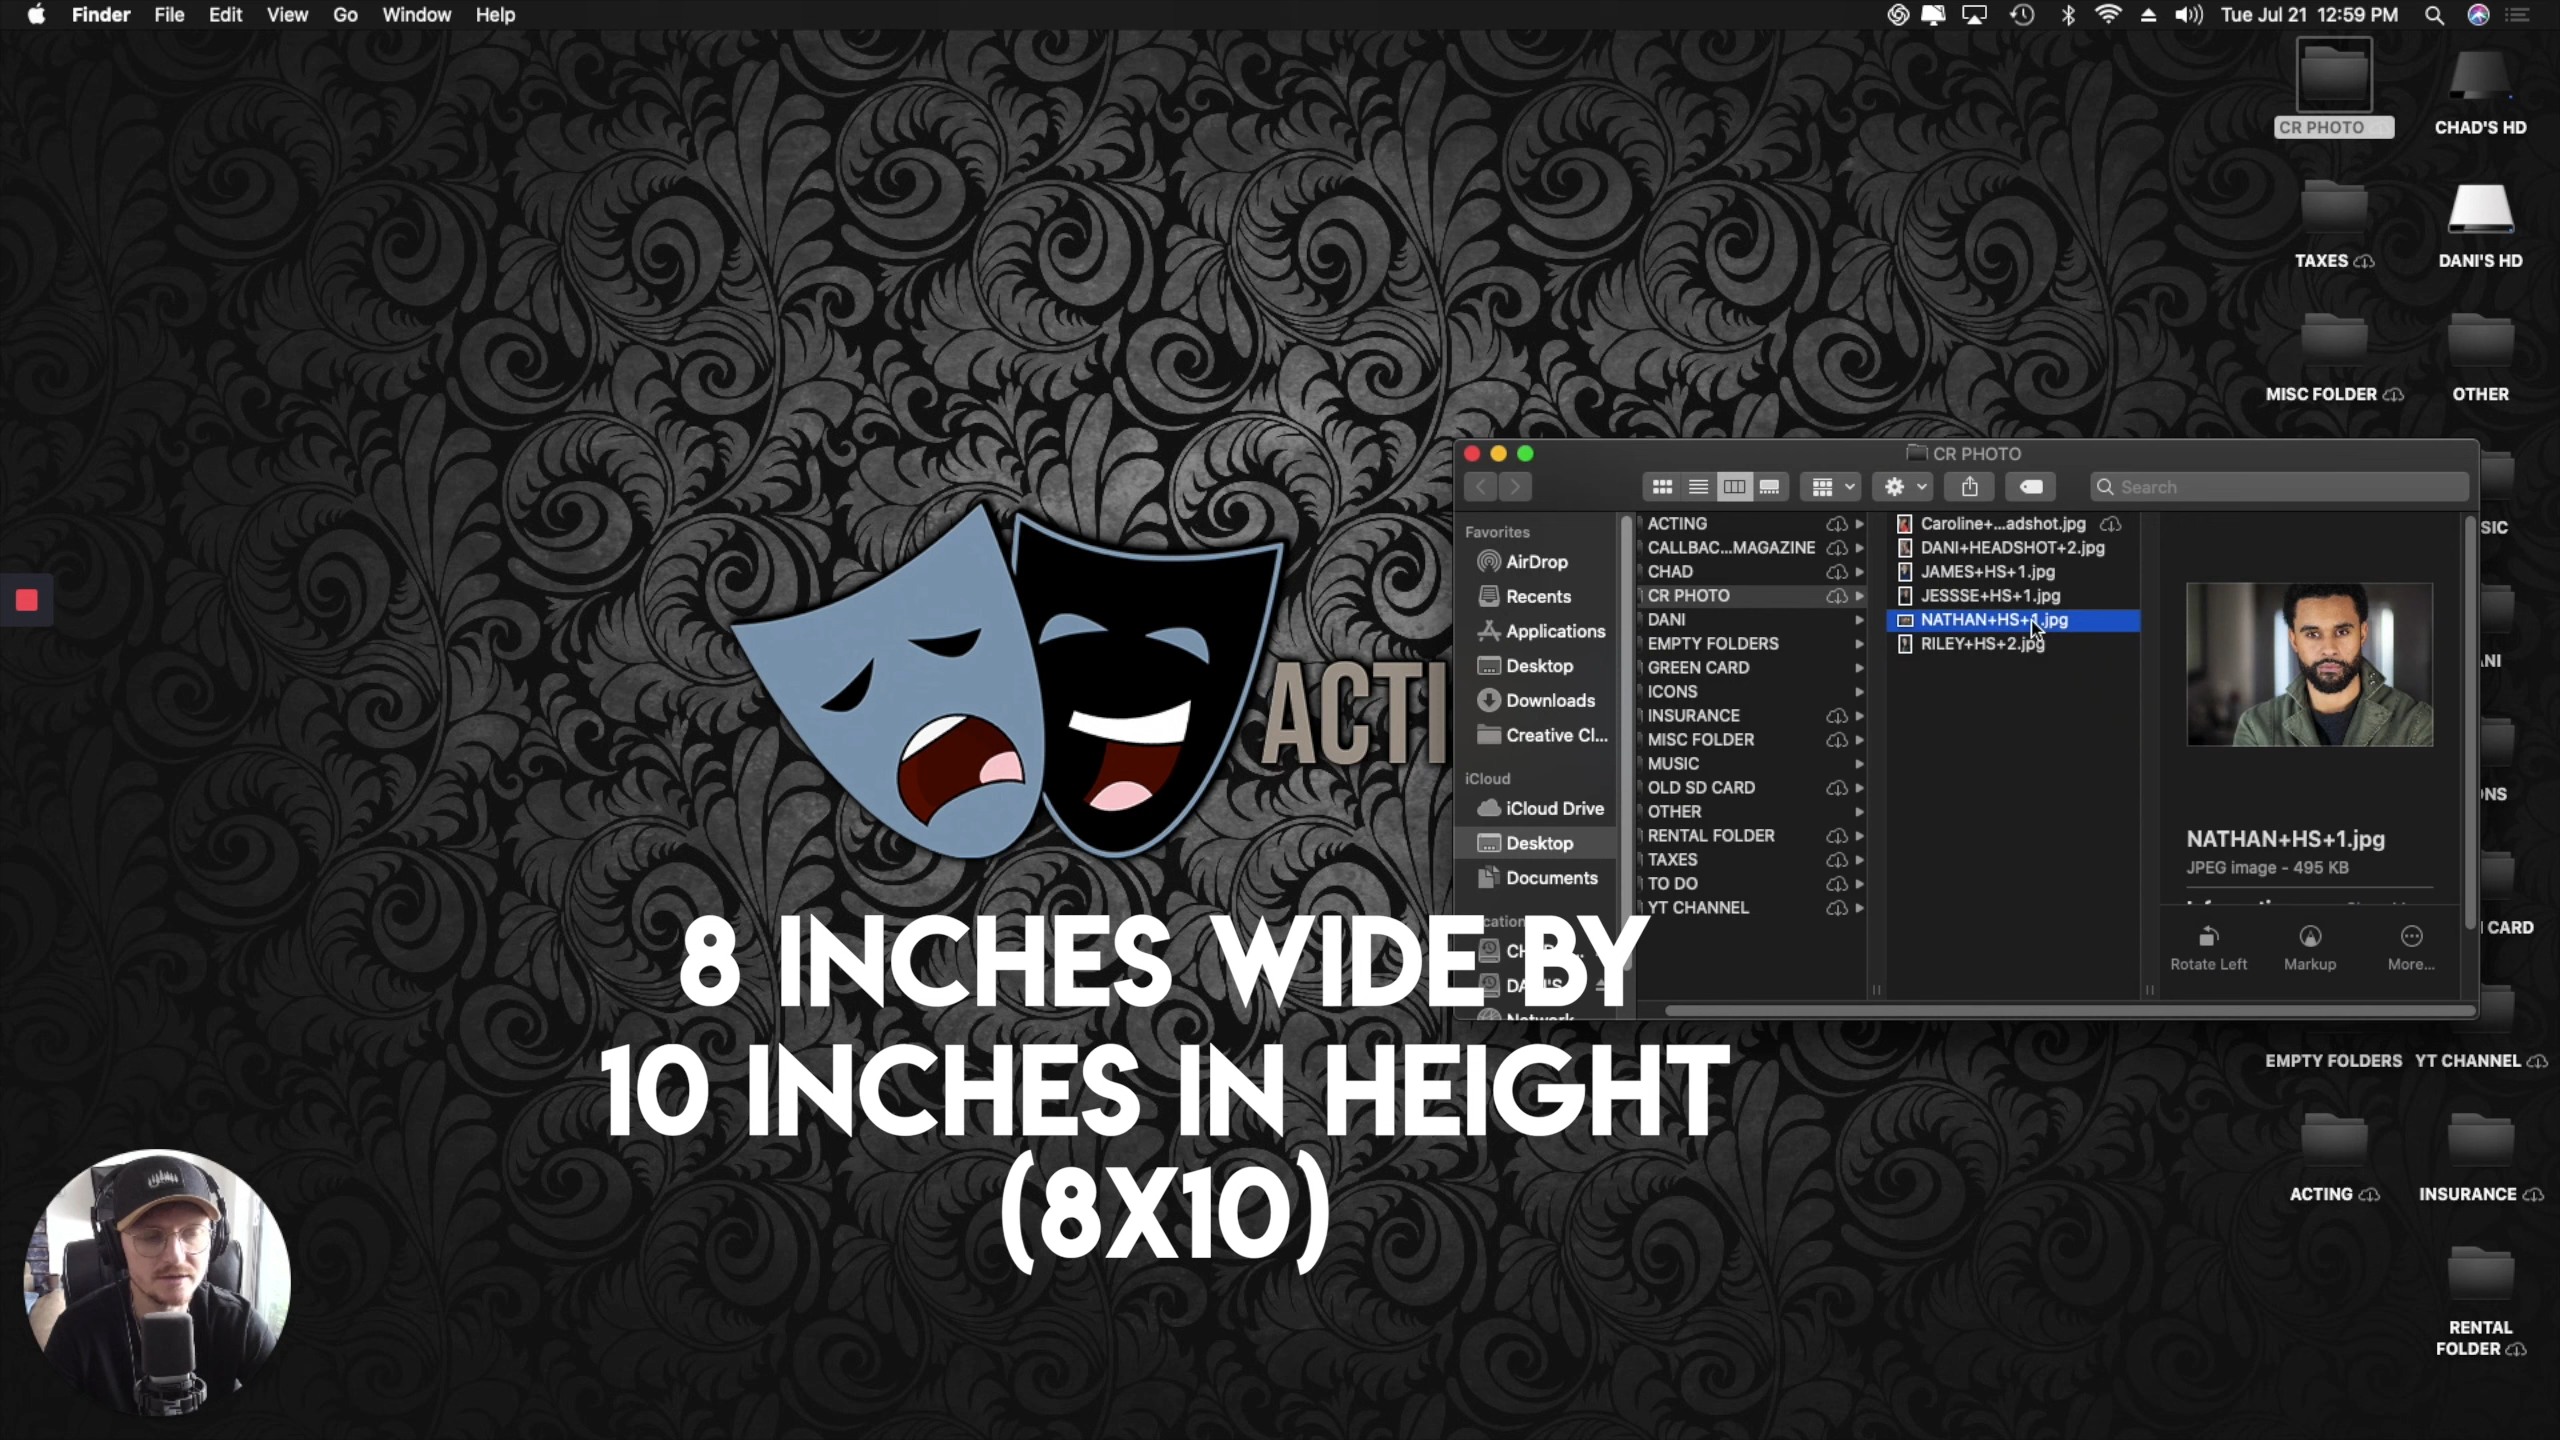 Finder File Edit View Go Window Help
Tue Jul 21 12:59 PM
CR PHOTO
CHAD'S HD
TAXES
DANI'S HD
MISC FOLDER
OTHER
CR PHOTO
Search
Favorites
AirDrop
Recents
Applications
Desktop
Downloads
Creative Cl...
iCloud
iCloud Drive
Desktop
Documents
Network
ACTING
CALLBAC...MAGAZINE
CHAD
CR PHOTO
DANI
EMPTY FOLDERS
GREEN CARD
ICONS
INSURANCE
MISC FOLDER
MUSIC
OLD SD CARD
OTHER
RENTAL FOLDER
TAXES
TO DO
YT CHANNEL
Caroline+...adshot.jpg
DANI+HEADSHOT+2.jpg
JAMES+HS+1.jpg
JESSSE+HS+1.jpg
NATHAN+HS+1.jpg
RILEY+HS+2.jpg
NATHAN+HS+1.jpg
JPEG image - 495 KB
Rotate Left
Markup
More...
SIC
NI
NS
CARD
ACTI
8 INCHES WIDE BY
10 INCHES IN HEIGHT
(8X10)
EMPTY FOLDERS
YT CHANNEL
ACTING
INSURANCE
RENTAL
FOLDER